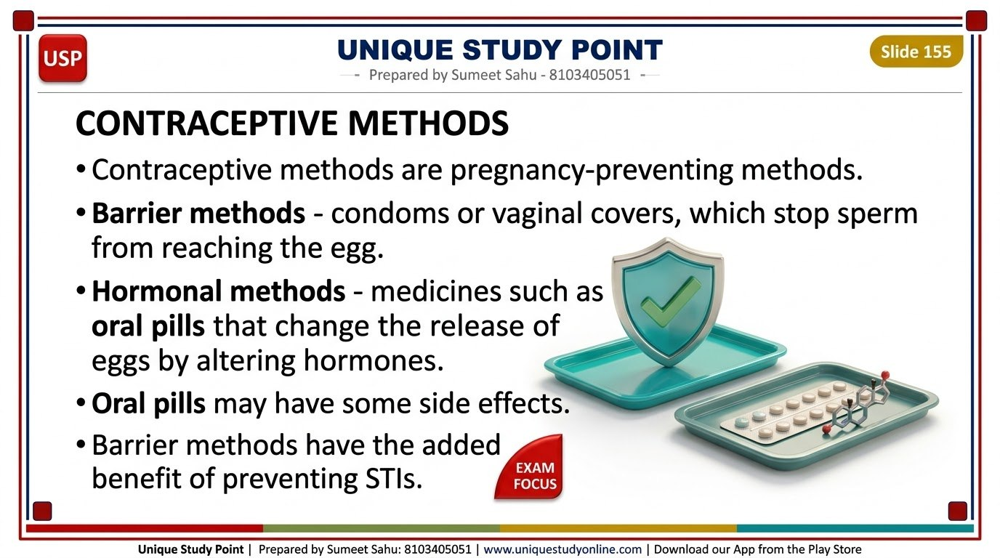 USP
UNIQUE STUDY POINT
Prepared by Sumeet Sahu - 8103405051
Slide 155
CONTRACEPTIVE METHODS
• Contraceptive methods are pregnancy-preventing methods.
• Barrier methods - condoms or vaginal covers, which stop sperm
from reaching the egg.
• Hormonal methods - medicines such as
oral pills that change the release of
eggs by altering hormones.
• Oral pills may have some side effects.
• Barrier methods have the added
benefit of preventing STIs.
EXAM
FOCUS
Unique Study Point | Prepared by Sumeet Sahu: 8103405051 | www.uniquestudyonline.com | Download our App from the Play Store